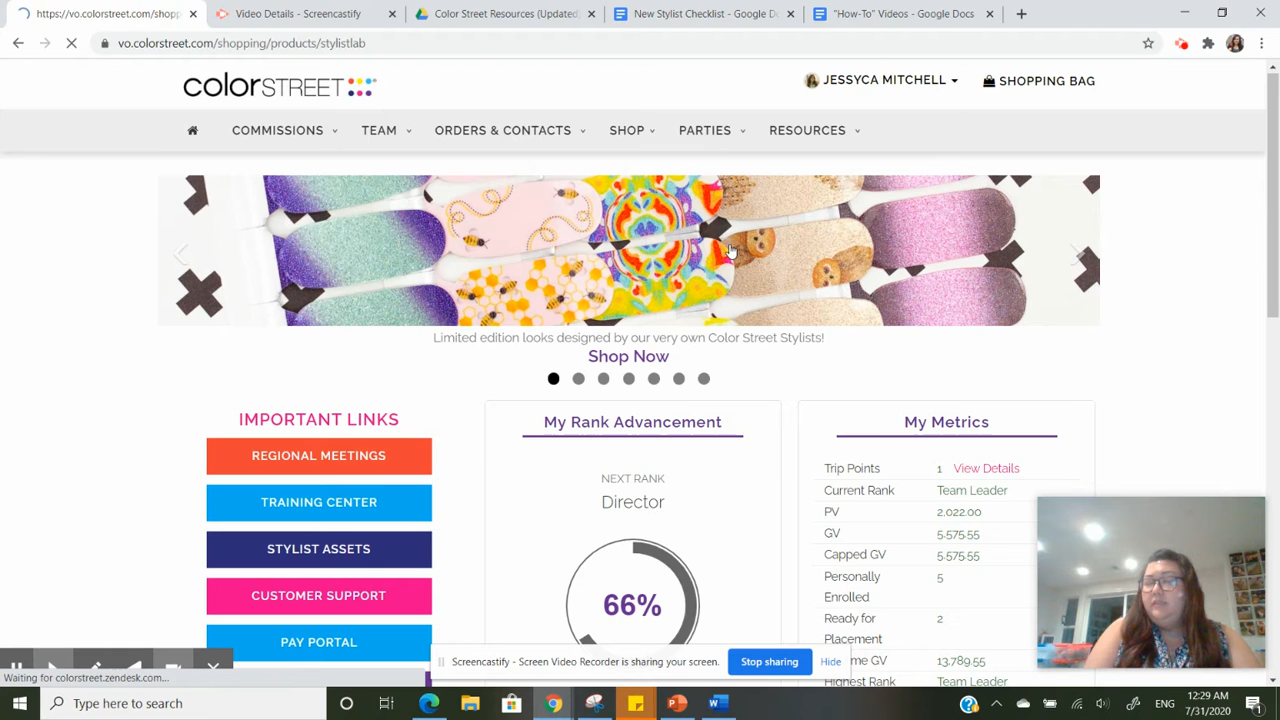 https://vo.colorstreet.com/shopp
Video Details - Screencastify
Color Street Resources (Updated)
New Stylist Checklist - Google Do
"How-To" Videos - Google Docs
vo.colorstreet.com/shopping/products/stylistlab
colorSTREET
JESSYCA MITCHELL
SHOPPING BAG
COMMISSIONS
TEAM
ORDERS & CONTACTS
SHOP
PARTIES
RESOURCES
Limited edition looks designed by our very own Color Street Stylists!
Shop Now
IMPORTANT LINKS
REGIONAL MEETINGS
TRAINING CENTER
STYLIST ASSETS
CUSTOMER SUPPORT
PAY PORTAL
My Rank Advancement
NEXT RANK
Director
66%
My Metrics
Trip Points 1 View Details
Current Rank Team Leader
PV 2,022.00
GV 5,575.55
Capped GV 5,575.55
Personally Enrolled 5
Ready for Placement 2
me GV 13,789.55
Highest Rank Team Leader
Screencastify - Screen Video Recorder is sharing your screen.
Stop sharing
Hide
Waiting for colorstreet.zendesk.com...
Type here to search
ENG
12:29 AM
7/31/2020
1